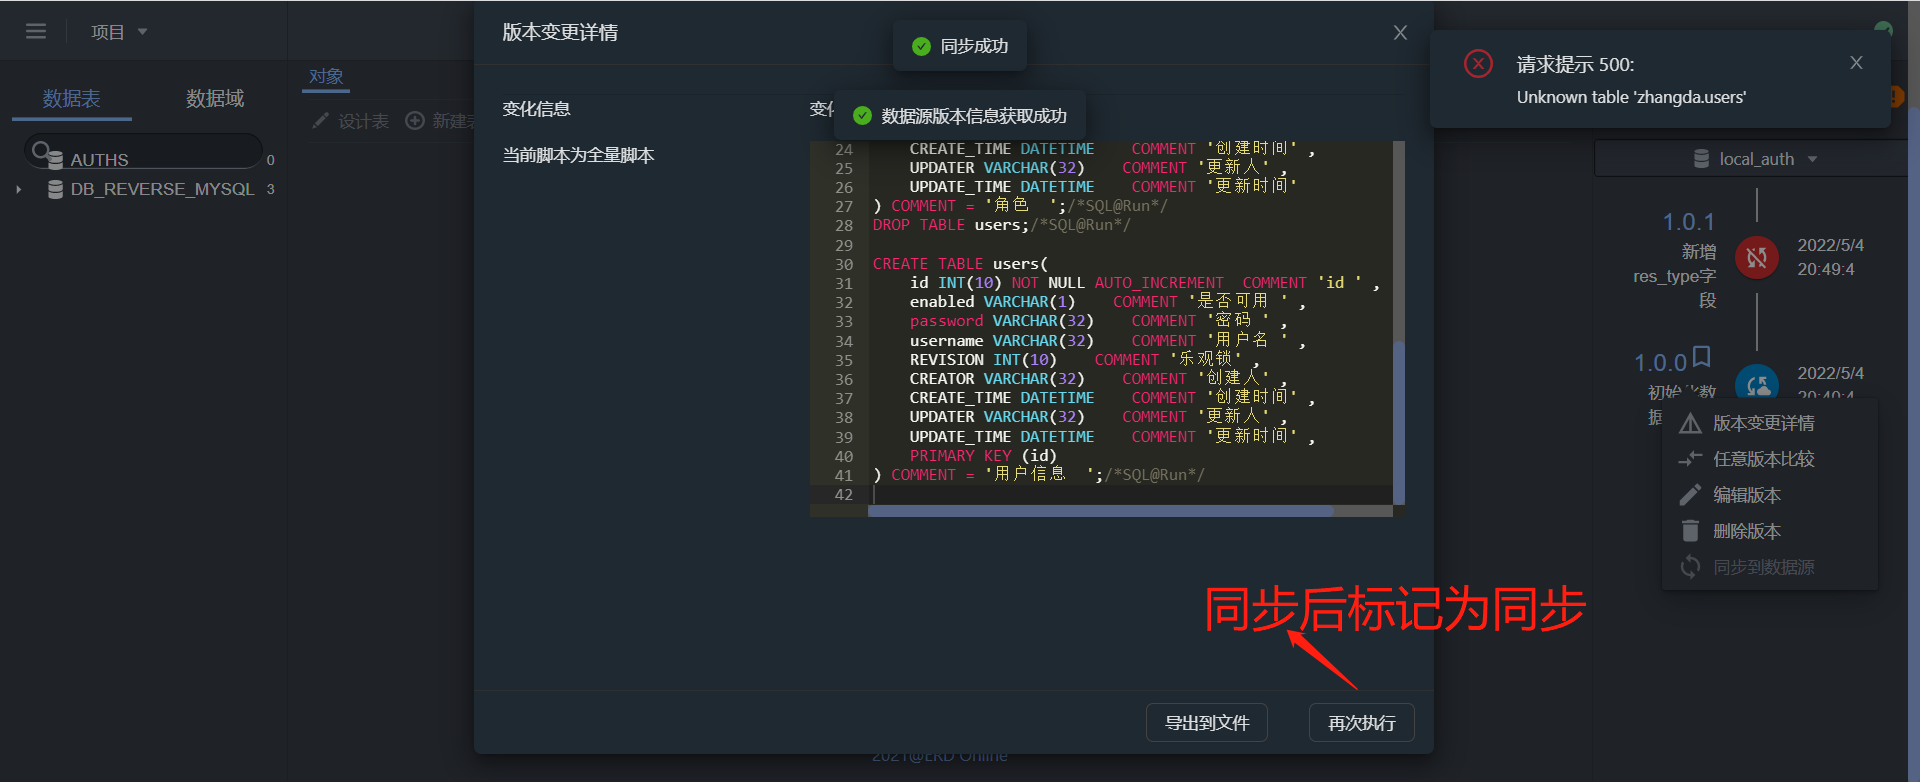 项目
数据表
数据域
AUTHS
0
DB_REVERSE_MYSQL
3
对象
设计表
新建表
版本变更详情
同步成功
变化信息
变化
数据源版本信息获取成功
当前脚本为全量脚本
24 CREATE_TIME DATETIME COMMENT '创建时间' ,
25 UPDATER VARCHAR(32) COMMENT '更新人' ,
26 UPDATE_TIME DATETIME COMMENT '更新时间'
27 ) COMMENT = '角色 ';/*SQL@Run*/
28 DROP TABLE users;/*SQL@Run*/
29
30 CREATE TABLE users(
31 id INT(10) NOT NULL AUTO_INCREMENT COMMENT 'id ' ,
32 enabled VARCHAR(1) COMMENT '是否可用 ' ,
33 password VARCHAR(32) COMMENT '密码 ' ,
34 username VARCHAR(32) COMMENT '用户名 ' ,
35 REVISION INT(10) COMMENT '乐观锁' ,
36 CREATOR VARCHAR(32) COMMENT '创建人' ,
37 CREATE_TIME DATETIME COMMENT '创建时间' ,
38 UPDATER VARCHAR(32) COMMENT '更新人' ,
39 UPDATE_TIME DATETIME COMMENT '更新时间' ,
40 PRIMARY KEY (id)
41 ) COMMENT = '用户信息 ';/*SQL@Run*/
42
同步后标记为同步
导出到文件
再次执行
2021@ERD Online
请求提示 500:
Unknown table 'zhangda.users'
local_auth
1.0.1
新增
res_type字
段
2022/5/4
20:49:4
1.0.0
初始化数
据
2022/5/4
20:49:4
版本变更详情
任意版本比较
编辑版本
删除版本
同步到数据源